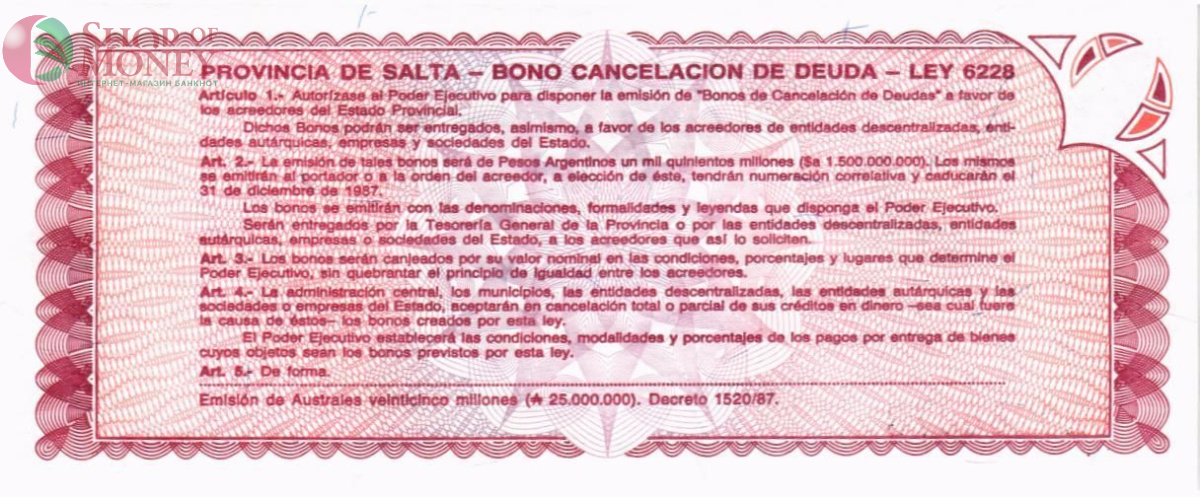 SHOP OF
MONEY
ИНТЕРНЕТ-МАГАЗИН БАНКНОТ
PROVINCIA DE SALTA – BONO CANCELACION DE DEUDA – LEY 6228
Artículo 1.- Autorízase al Poder Ejecutivo para disponer la emisión de "Bonos de Cancelación de Deudas" a favor de
los acreedores del Estado Provincial.
Dichos Bonos podrán ser entregados, asimismo, a favor de los acreedores de entidades descentralizadas, enti-
dades autárquicas, empresas y sociedades del Estado.
Art. 2.- La emisión de tales bonos será de Pesos Argentinos un mil quinientos millones ($a 1.500.000.000). Los mismos
se emitirán al portador o a la orden del acreedor, a elección de éste, tendrán numeración correlativa y caducarán el
31 de diciembre de 1987.
Los bonos se emitirán con las denominaciones, formalidades y leyendas que disponga el Poder Ejecutivo.
Serán entregados por la Tesorería General de la Provincia o por las entidades descentralizadas, entidades
autárquicas, empresas o sociedades del Estado, a los acreedores que así lo soliciten.
Art. 3.- Los bonos serán canjeados por su valor nominal en las condiciones, porcentajes y lugares que determine el
Poder Ejecutivo, sin quebrantar el principio de igualdad entre los acreedores.
Art. 4.- La administración central, los municipios, las entidades descentralizadas, las entidades autárquicas y las
sociedades o empresas del Estado, aceptarán en cancelación total o parcial de sus créditos en dinero –sea cual fuere
la causa de éstos– los bonos creados por esta ley.
El Poder Ejecutivo establecerá las condiciones, modalidades y porcentajes de los pagos por entrega de bienes
cuyos objetos sean los bonos previstos por esta ley.
Art. 5.- De forma.
Emisión de Australes veinticinco millones (₳ 25.000.000). Decreto 1520/87.